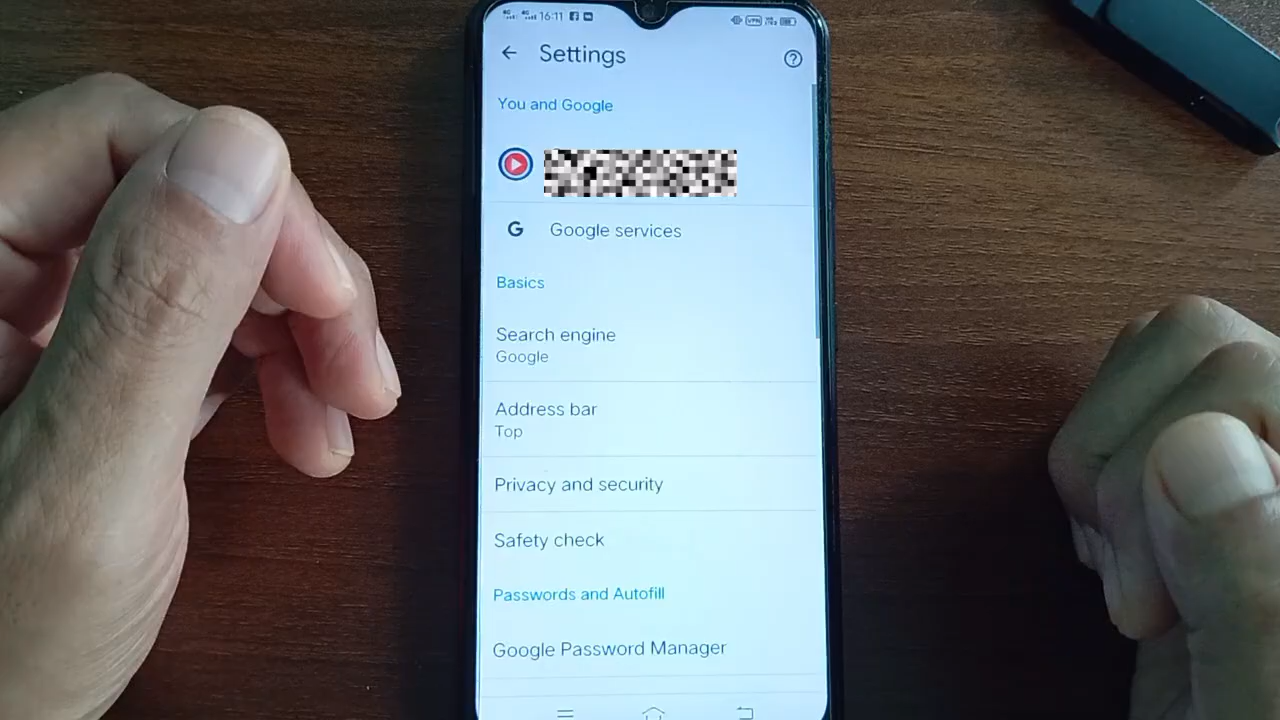 16:11
Settings
You and Google
Google services
Basics
Search engine
Google
Address bar
Top
Privacy and security
Safety check
Passwords and Autofill
Google Password Manager